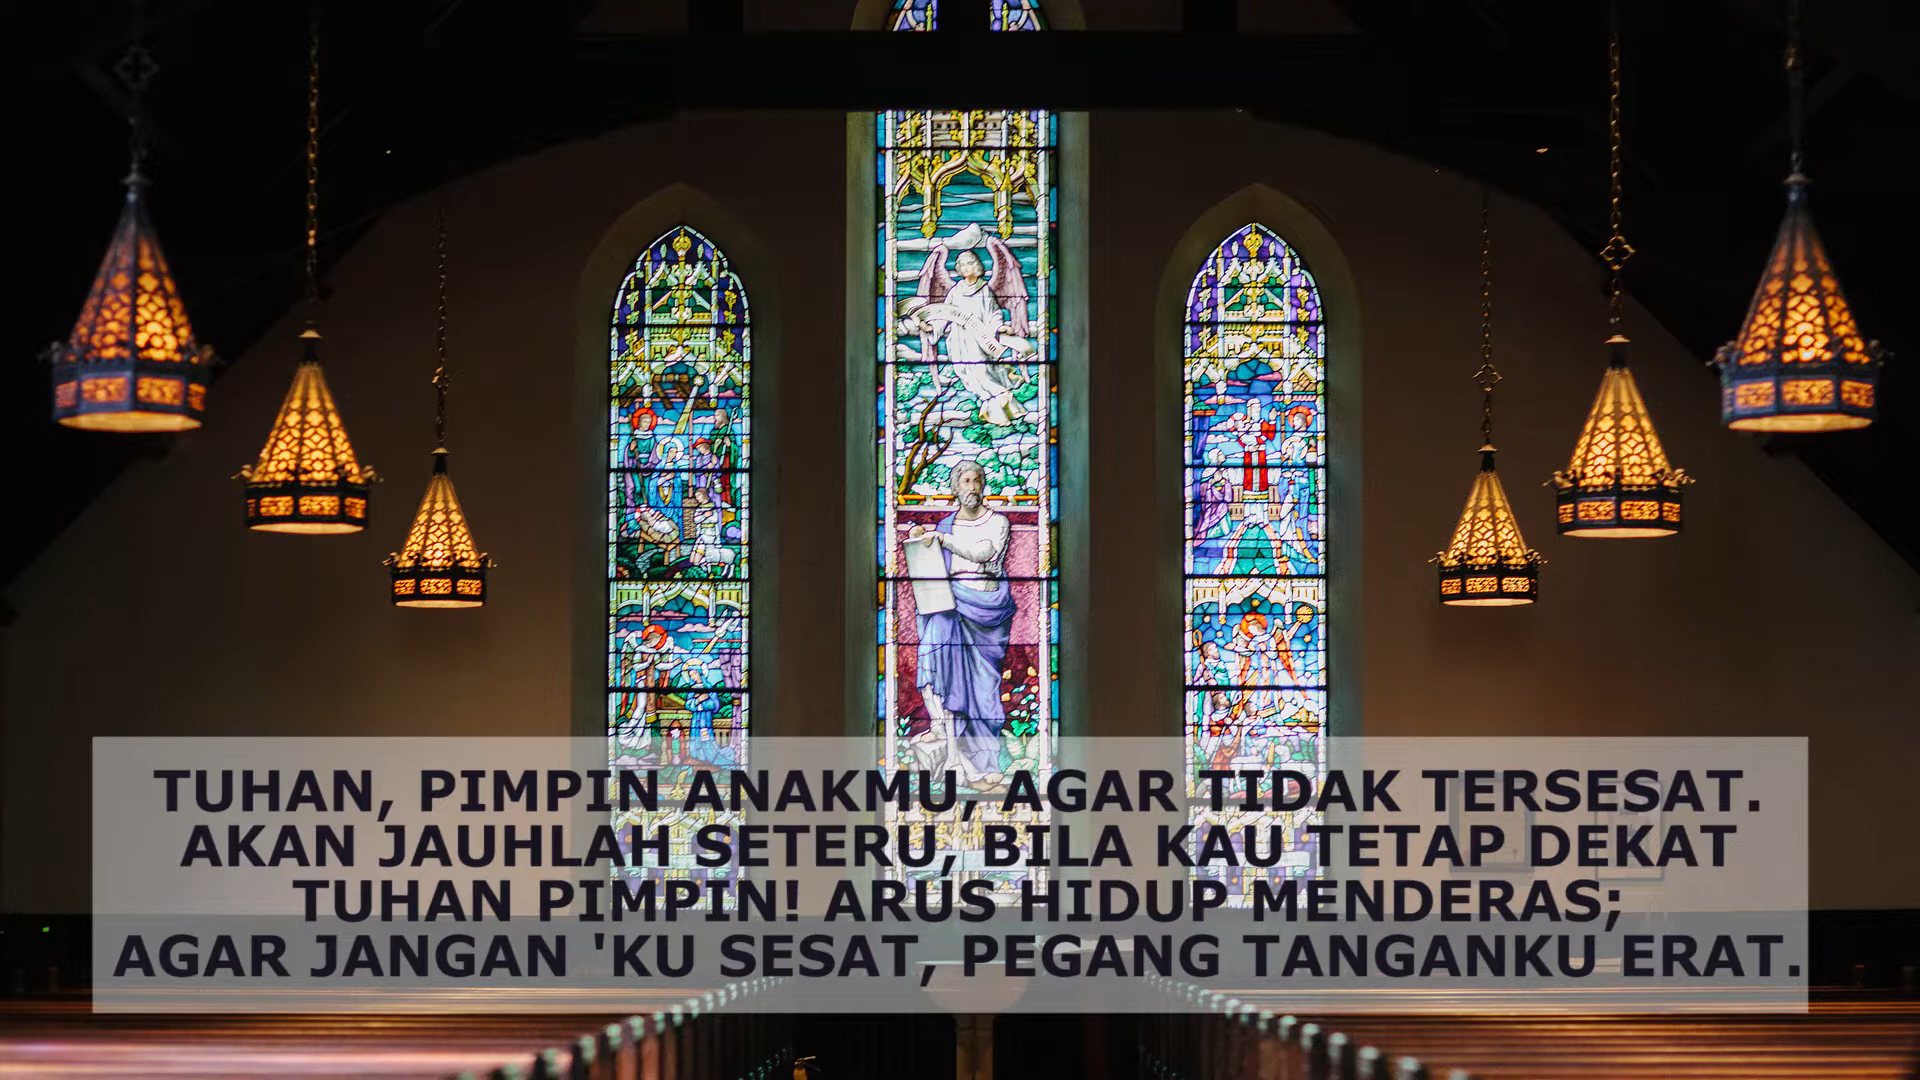 TUHAN, PIMPIN ANAKMU, AGAR TIDAK TERSESAT.
AKAN JAUHLAH SETERU, BILA KAU TETAP DEKAT
TUHAN PIMPIN! ARUS HIDUP MENDERAS;
AGAR JANGAN 'KU SESAT, PEGANG TANGANKU ERAT.